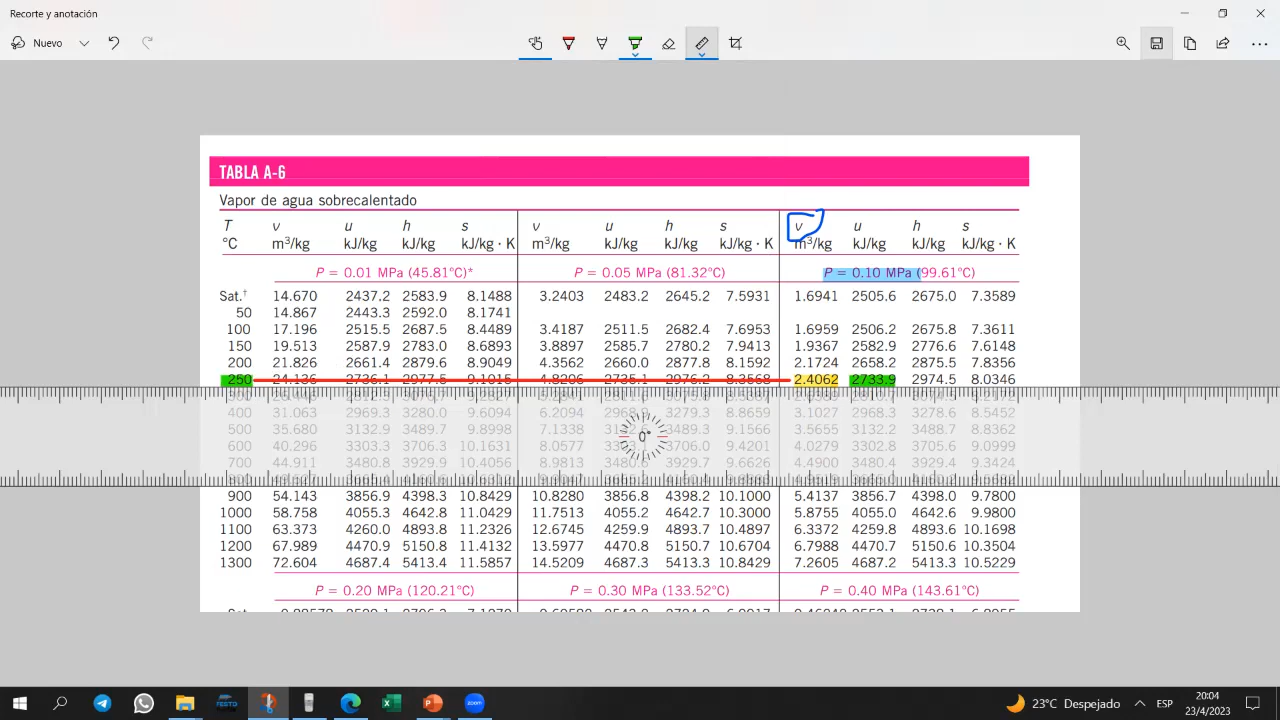 Recorte y anotación
Nuevo
TABLA A-6
Vapor de agua sobrecalentado
T v u h s v u h s v u h s
°C m³/kg kJ/kg kJ/kg kJ/kg · K m³/kg kJ/kg kJ/kg kJ/kg · K m³/kg kJ/kg kJ/kg kJ/kg · K
P = 0.01 MPa (45.81°C)* P = 0.05 MPa (81.32°C) P = 0.10 MPa (99.61°C)
Sat.† 14.670 2437.2 2583.9 8.1488 3.2403 2483.2 2645.2 7.5931 1.6941 2505.6 2675.0 7.3589
50 14.867 2443.3 2592.0 8.1741
100 17.196 2515.5 2687.5 8.4489 3.4187 2511.5 2682.4 7.6953 1.6959 2506.2 2675.8 7.3611
150 19.513 2587.9 2783.0 8.6893 3.8897 2585.7 2780.2 7.9413 1.9367 2582.9 2776.6 7.6148
200 21.826 2661.4 2879.6 8.9049 4.3562 2660.0 2877.8 8.1592 2.1724 2658.2 2875.5 7.8356
250 24.136 2736.1 2977.5 9.1015 4.8206 2735.1 2976.2 8.3568 2.4062 2733.9 2974.5 8.0346
400 31.063 2969.3 3280.0 9.6094 6.2094 3279.3 8.8659 3.1027 2968.3 3278.6 8.5452
500 35.680 3132.9 3489.7 9.8998 7.1338 3489.3 9.1566 3.5655 3132.2 3488.7 8.8362
600 40.296 3303.3 3706.3 10.1631 8.0577 3706.0 9.4201 4.0279 3302.8 3705.6 9.0999
700 44.911 3480.8 3929.9 10.4056 8.9813 3480.6 3929.7 9.6626 4.4900 3480.4 3929.4 9.3424
0°
900 54.143 3856.9 4398.3 10.8429 10.8280 3856.8 4398.2 10.1000 5.4137 3856.7 4398.0 9.7800
1000 58.758 4055.3 4642.8 11.0429 11.7513 4055.2 4642.7 10.3000 5.8755 4055.0 4642.6 9.9800
1100 63.373 4260.0 4893.8 11.2326 12.6745 4259.9 4893.7 10.4897 6.3372 4259.8 4893.6 10.1698
1200 67.989 4470.9 5150.8 11.4132 13.5977 4470.8 5150.7 10.6704 6.7988 4470.7 5150.6 10.3504
1300 72.604 4687.4 5413.4 11.5857 14.5209 4687.3 5413.3 10.8429 7.2605 4687.2 5413.3 10.5229
P = 0.20 MPa (120.21°C) P = 0.30 MPa (133.52°C) P = 0.40 MPa (143.61°C)
FESTO
zoom
23°C Despejado
ESP
20:04
23/4/2023